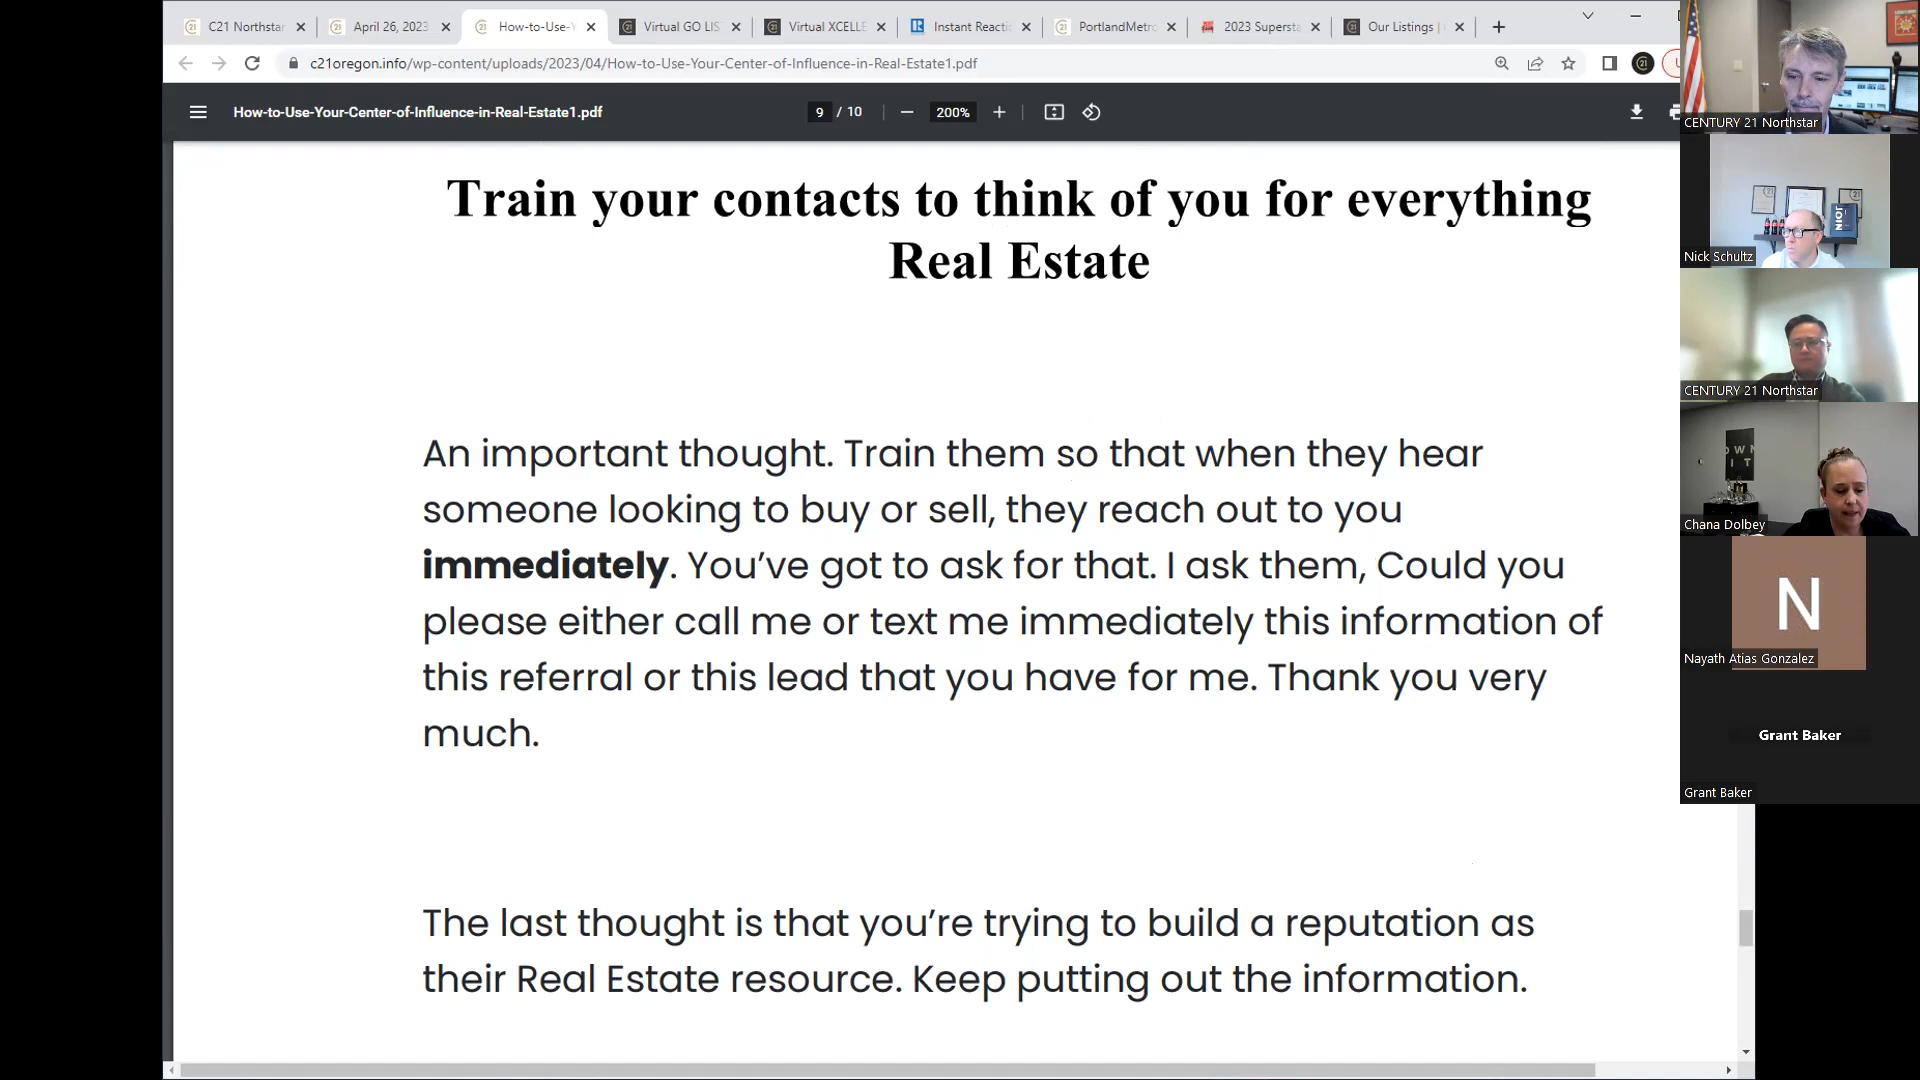 C21 Northstar
April 26, 2023
How-to-Use-Y
Virtual GO LIS
Virtual XCELLE
Instant Reacti
PortlandMetro
2023 Supersta
Our Listings |
c21oregon.info/wp-content/uploads/2023/04/How-to-Use-Your-Center-of-Influence-in-Real-Estate1.pdf
How-to-Use-Your-Center-of-Influence-in-Real-Estate1.pdf
9 / 10
200%
Train your contacts to think of you for everything
Real Estate
An important thought. Train them so that when they hear
someone looking to buy or sell, they reach out to you
immediately. You’ve got to ask for that. I ask them, Could you
please either call me or text me immediately this information of
this referral or this lead that you have for me. Thank you very
much.
The last thought is that you’re trying to build a reputation as
their Real Estate resource. Keep putting out the information.
CENTURY 21 Northstar
JOIN
Nick Schultz
CENTURY 21 Northstar
Chana Dolbey
N
Nayath Atias Gonzalez
Grant Baker
Grant Baker